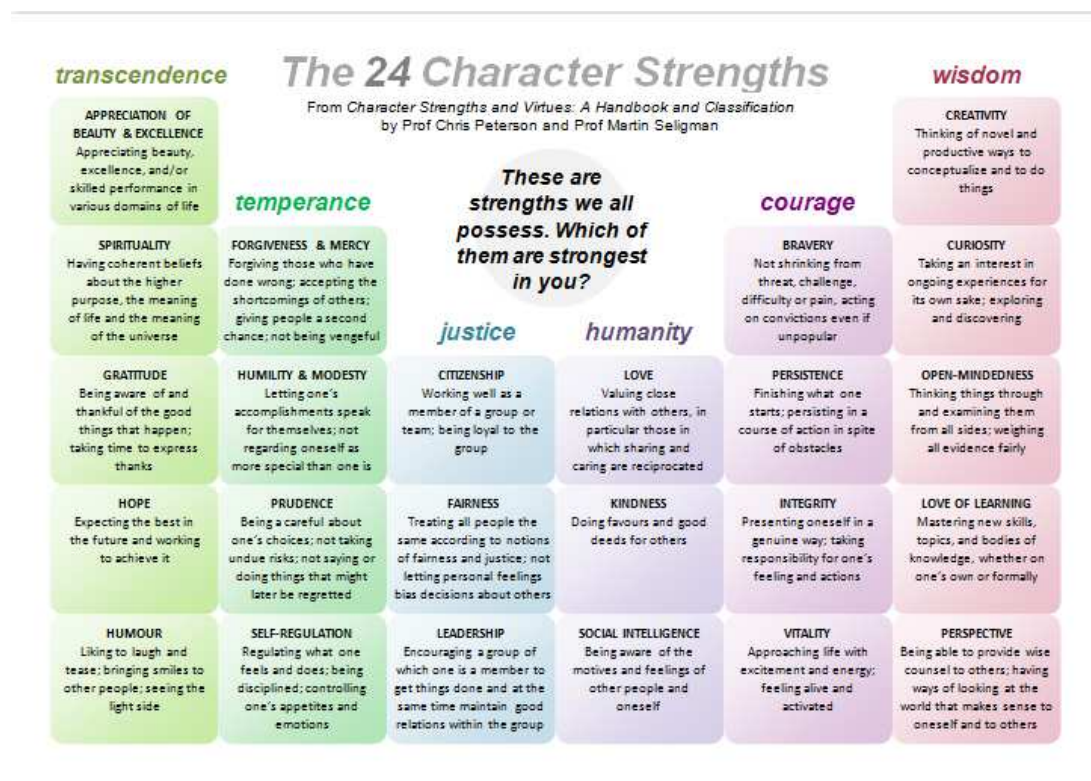 The 24 Character Strengths
From Character Strengths and Virtues: A Handbook and Classification
by Prof Chris Peterson and Prof Martin Seligman
These are
strengths we all
possess. Which of
them are strongest
in you?
transcendence
APPRECIATION OF
BEAUTY & EXCELLENCE
Appreciating beauty,
excellence, and/or
skilled performance in
various domains of life
SPIRITUALITY
Having coherent beliefs
about the higher
purpose, the meaning
of life and the meaning
of the universe
GRATITUDE
Being aware of and
thankful of the good
things that happen;
taking time to express
thanks
HOPE
Expecting the best in
the future and working
to achieve it
HUMOUR
Liking to laugh and
tease; bringing smiles to
other people; seeing the
light side
temperance
FORGIVENESS & MERCY
Forgiving those who have
done wrong; accepting the
shortcomings of others;
giving people a second
chance; not being vengeful
HUMILITY & MODESTY
Letting one's
accomplishments speak
for themselves; not
regarding oneself as
more special than one is
PRUDENCE
Being a careful about
one's choices; not taking
undue risks; not saying or
doing things that might
later be regretted
SELF-REGULATION
Regulating what one
feels and does; being
disciplined; controlling
one's appetites and
emotions
justice
CITIZENSHIP
Working well as a
member of a group or
team; being loyal to the
group
FAIRNESS
Treating all people the
same according to notions
of fairness and justice; not
letting personal feelings
bias decisions about others
LEADERSHIP
Encouraging a group of
which one is a member to
get things done and at the
same time maintain good
relations within the group
humanity
LOVE
Valuing close
relations with others, in
particular those in
which sharing and
caring are reciprocated
KINDNESS
Doing favours and good
deeds for others
SOCIAL INTELLIGENCE
Being aware of the
motives and feelings of
other people and
oneself
courage
BRAVERY
Not shrinking from
threat, challenge,
difficulty or pain, acting
on convictions even if
unpopular
PERSISTENCE
Finishing what one
starts; persisting in a
course of action in spite
of obstacles
INTEGRITY
Presenting oneself in a
genuine way; taking
responsibility for one's
feeling and actions
VITALITY
Approaching life with
excitement and energy;
feeling alive and
activated
wisdom
CREATIVITY
Thinking of novel and
productive ways to
conceptualize and to do
things
CURIOSITY
Taking an interest in
ongoing experiences for
its own sake; exploring
and discovering
OPEN-MINDEDNESS
Thinking things through
and examining them
from all sides; weighing
all evidence fairly
LOVE OF LEARNING
Mastering new skills,
topics, and bodies of
knowledge, whether on
one's own or formally
PERSPECTIVE
Being able to provide wise
counsel to others; having
ways of looking at the
world that makes sense to
oneself and to others